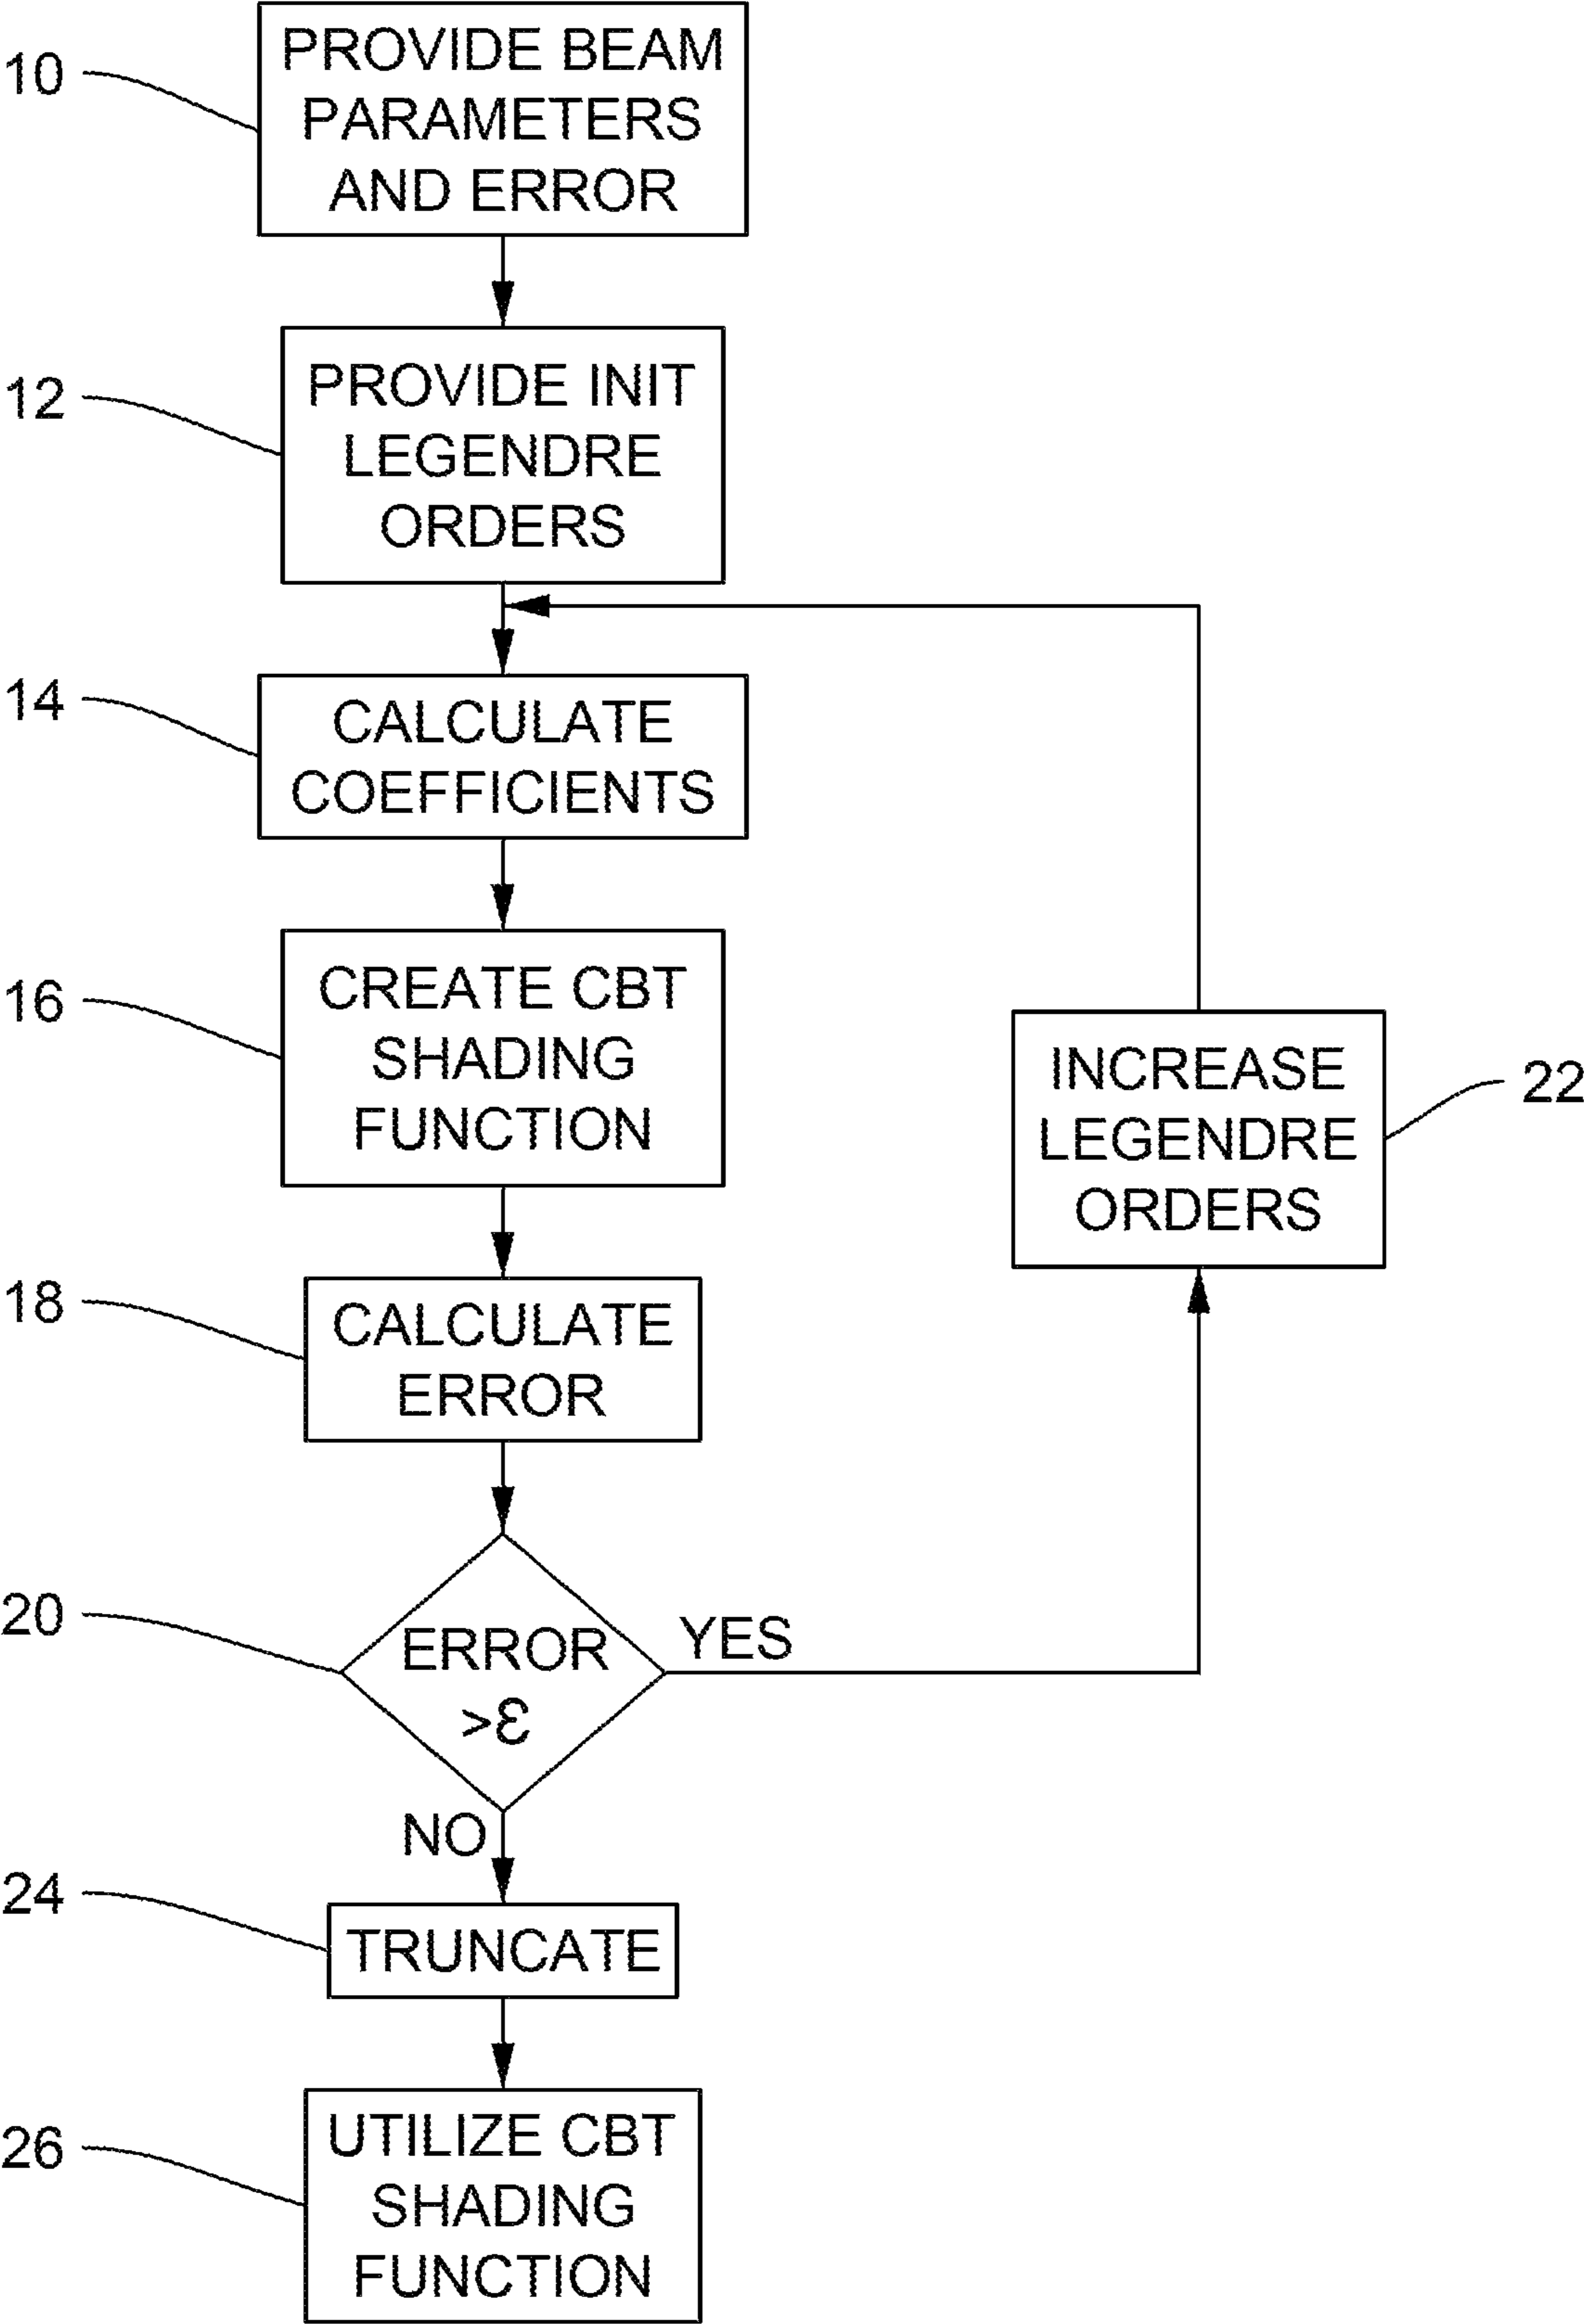 10
PROVIDE BEAM
PARAMETERS
AND ERROR
12
PROVIDE INIT
LEGENDRE
ORDERS
14
CALCULATE
COEFFICIENTS
16
CREATE CBT
SHADING
FUNCTION
INCREASE
LEGENDRE
ORDERS
22
18
CALCULATE
ERROR
20
ERROR
>Ɛ
YES
NO
24
TRUNCATE
26
UTILIZE CBT
SHADING
FUNCTION